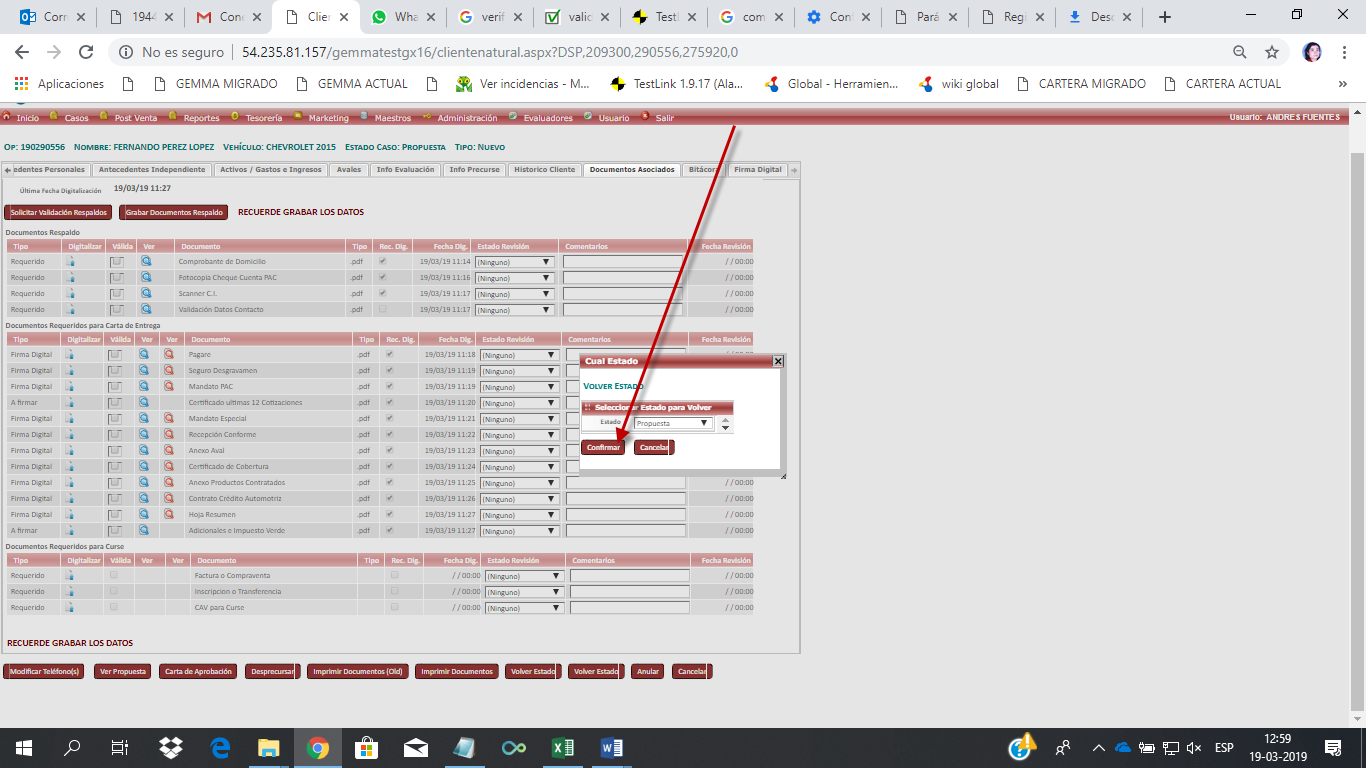 Corr
1944
Con
Clien
Wha
verif
valid
Testl
com
Con
Pará
Regi
Desc
No es seguro | 54.235.81.157/gemmatestgx16/clientenatural.aspx?DSP,209300,290556,275920,0
Aplicaciones GEMMA MIGRADO GEMMA ACTUAL Ver incidencias - M... TestLink 1.9.17 (Ala... Global - Herramien... wiki global CARTERA MIGRADO CARTERA ACTUAL »
Inicio Casos Post Venta Reportes Tesorería Marketing Maestros Administración Evaluadores Usuario Salir Usuario: ANDRES FUENTES
Op: 190290556 Nombre: FERNANDO PEREZ LOPEZ Vehículo: CHEVROLET 2015 Estado Caso: Propuesta Tipo: Nuevo
edentes Personales Antecedentes Independiente Activos / Gastos e Ingresos Avales Info Evaluación Info Precurse Historico Cliente Documentos Asociados Bitácora Firma Digital
Última Fecha Digitalización 19/03/19 11:27
Solicitar Validación Respaldos Grabar Documentos Respaldo RECUERDE GRABAR LOS DATOS
Documentos Respaldo
Tipo Digitalizar Válida Ver Documento Tipo Rec. Dig. Fecha Dig. Estado Revisión Comentarios Fecha Revisión
Requerido Comprobante de Domicilio .pdf 19/03/19 11:14 (Ninguno) / / 00:00
Requerido Fotocopia Cheque Cuenta PAC .pdf 19/03/19 11:16 (Ninguno) / / 00:00
Requerido Scanner C.I. .pdf 19/03/19 11:17 (Ninguno) / / 00:00
Requerido Validación Datos Contacto .pdf 19/03/19 11:17 (Ninguno) / / 00:00
Documentos Requeridos para Carta de Entrega
Tipo Digitalizar Válida Ver Ver Documento Tipo Rec. Dig. Fecha Dig. Estado Revisión Comentarios Fecha Revisión
Firma Digital Pagare .pdf 19/03/19 11:18 (Ninguno)
Firma Digital Seguro Desgravamen .pdf 19/03/19 11:19 (Ninguno)
Firma Digital Mandato PAC .pdf 19/03/19 11:19 (Ninguno)
A firmar Certificado ultimas 12 Cotizaciones .pdf 19/03/19 11:20 (Ninguno)
Firma Digital Mandato Especial .pdf 19/03/19 11:21 (Ninguno)
Firma Digital Recepción Conforme .pdf 19/03/19 11:22 (Ninguno)
Firma Digital Anexo Aval .pdf 19/03/19 11:23 (Ninguno)
Firma Digital Certificado de Cobertura .pdf 19/03/19 11:24 (Ninguno)
Firma Digital Anexo Productos Contratados .pdf 19/03/19 11:25 (Ninguno) / / 00:00
Firma Digital Contrato Crédito Automotriz .pdf 19/03/19 11:26 (Ninguno) / / 00:00
Firma Digital Hoja Resumen .pdf 19/03/19 11:27 (Ninguno) / / 00:00
A firmar Adicionales e Impuesto Verde .pdf 19/03/19 11:27 (Ninguno) / / 00:00
Cual Estado
Volver Estado
Seleccionar Estado para Volver
Estado Propuesta
Confirmar Cancelar
Documentos Requeridos para Curse
Tipo Digitalizar Válida Ver Ver Documento Tipo Rec. Dig. Fecha Dig. Estado Revisión Comentarios Fecha Revisión
Requerido Factura o Compraventa / / 00:00 (Ninguno) / / 00:00
Requerido Inscripcion o Transferencia / / 00:00 (Ninguno) / / 00:00
Requerido CAV para Curse / / 00:00 (Ninguno) / / 00:00
RECUERDE GRABAR LOS DATOS
Modificar Teléfono(s) Ver Propuesta Carta de Aprobación Desprecursar Imprimir Documentos (Old) Imprimir Documentos Volver Estado Volver Estado Anular Cancelar
ESP
12:59
19-03-2019